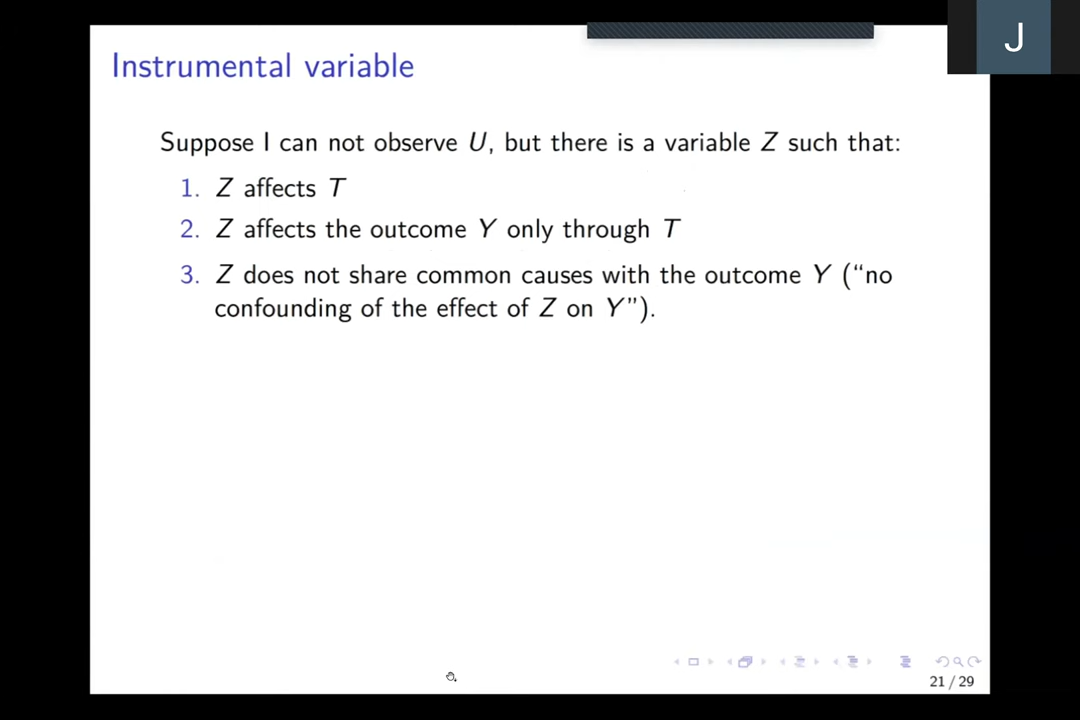 J
Instrumental variable
Suppose I can not observe U, but there is a variable Z such that:
1. Z affects T
2. Z affects the outcome Y only through T
3. Z does not share common causes with the outcome Y (“no
confounding of the effect of Z on Y”).
21 / 29